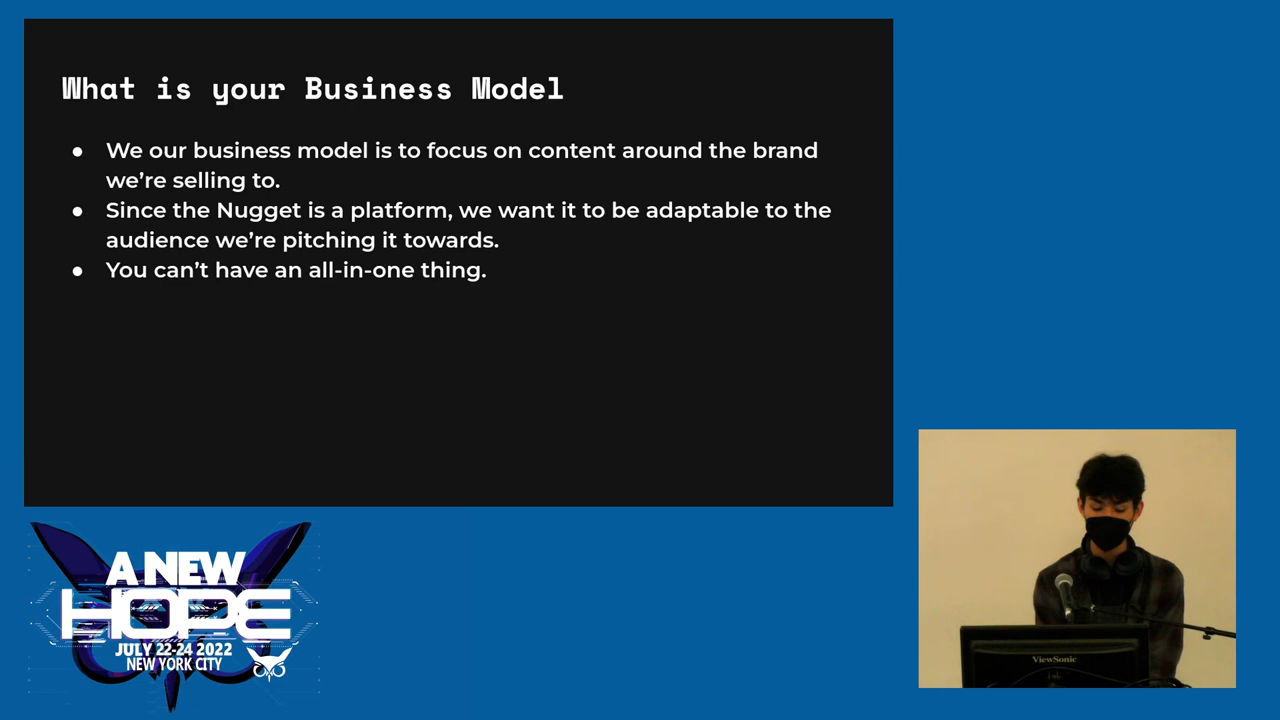 What is your Business Model
● We our business model is to focus on content around the brand
we’re selling to.
● Since the Nugget is a platform, we want it to be adaptable to the
audience we’re pitching it towards.
● You can’t have an all-in-one thing.
A NEW
HOPE
JULY 22-24 2022
NEW YORK CITY
ViewSonic